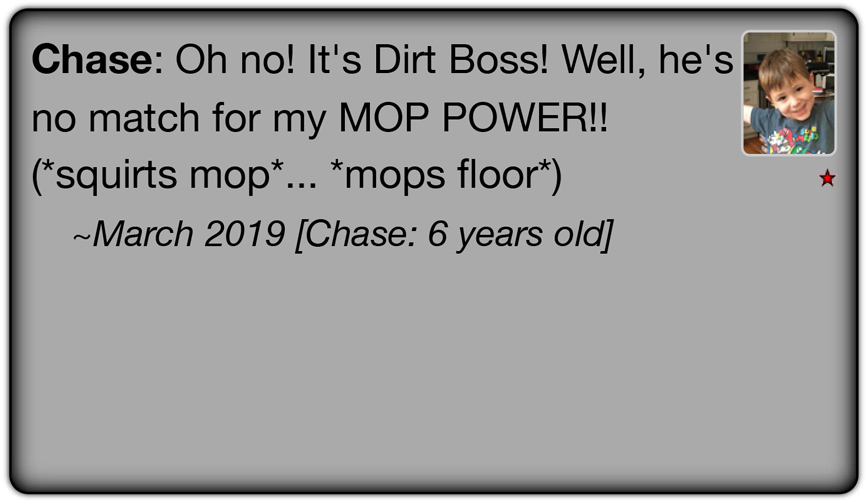 Chase: Oh no! It's Dirt Boss! Well, he's
no match for my MOP POWER!!
(*squirts mop*... *mops floor*)
~March 2019 [Chase: 6 years old]